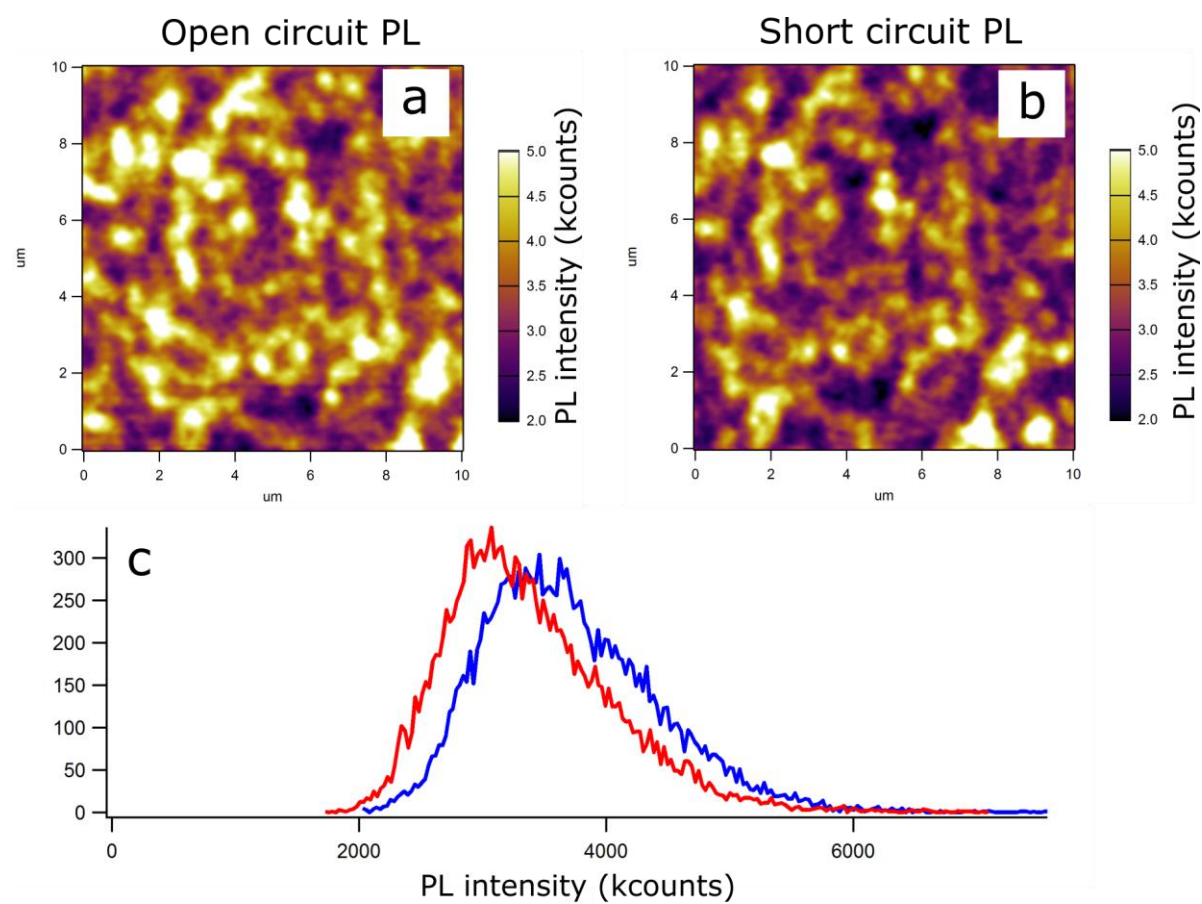 Open circuit PL
Short circuit PL
a
10
8
6
4
2
0
um
0 2 4 6 8 10
um
5.0
4.5
4.0
3.5
3.0
2.5
2.0
PL intensity (kcounts)
b
10
8
6
4
2
0
um
0 2 4 6 8 10
um
5.0
4.5
4.0
3.5
3.0
2.5
2.0
PL intensity (kcounts)
c
300
250
200
150
100
50
0
0 2000 4000 6000
PL intensity (kcounts)